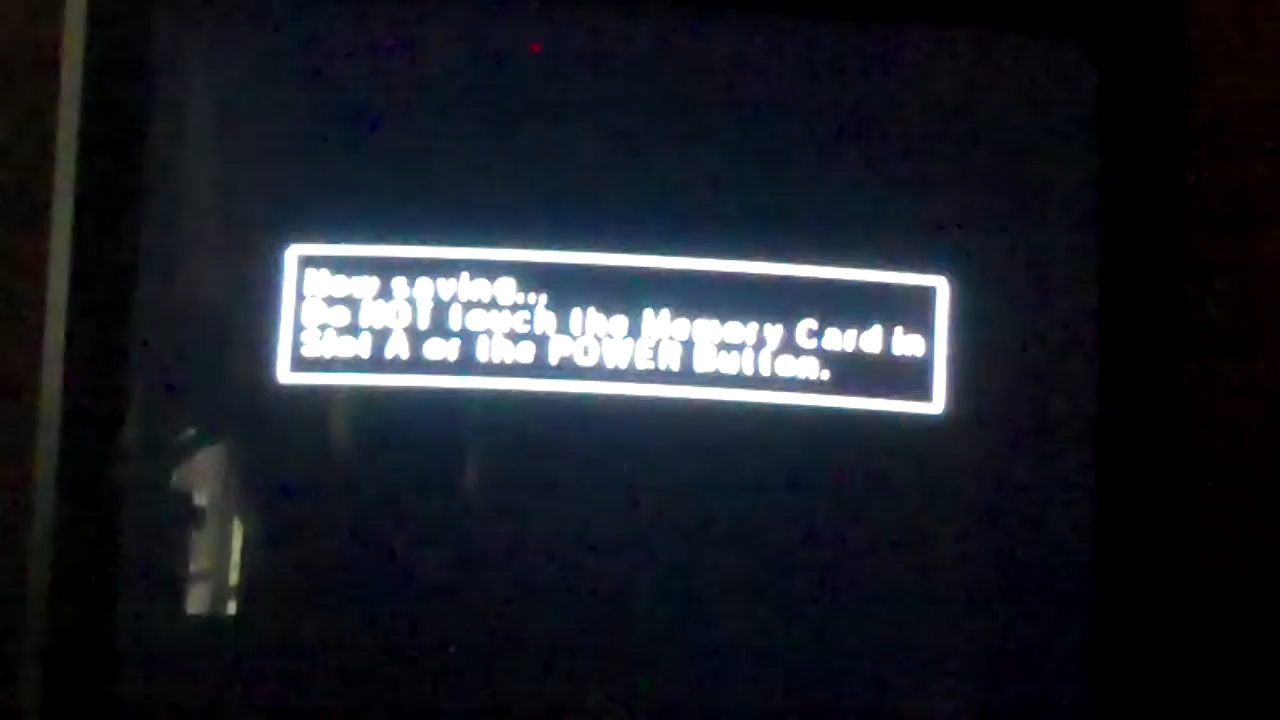 Now saving...
Do NOT touch the Memory Card in
Slot A or the POWER Button.